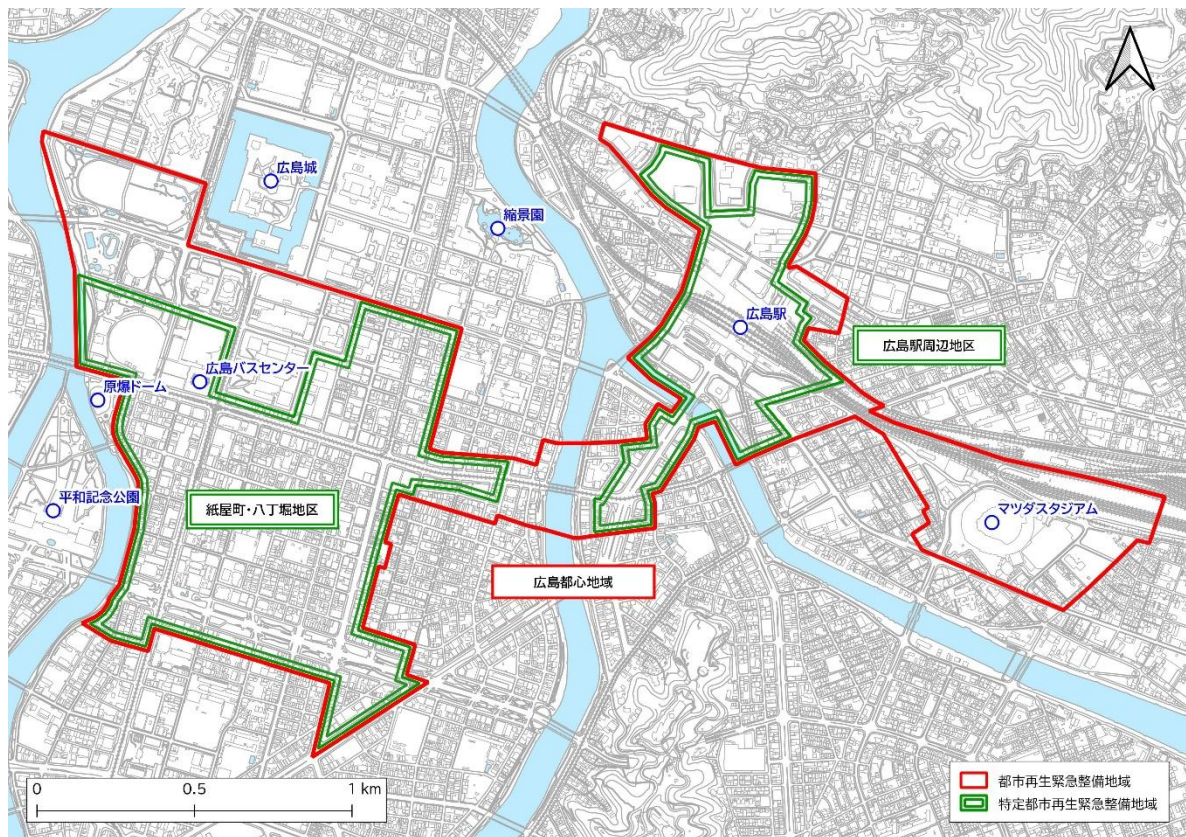 広島城
縮景園
広島駅
広島駅周辺地区
広島バスセンター
原爆ドーム
紙屋町・八丁堀地区
平和記念公園
マツダスタジアム
広島都心地域
0
0.5
1 km
都市再生緊急整備地域
特定都市再生緊急整備地域